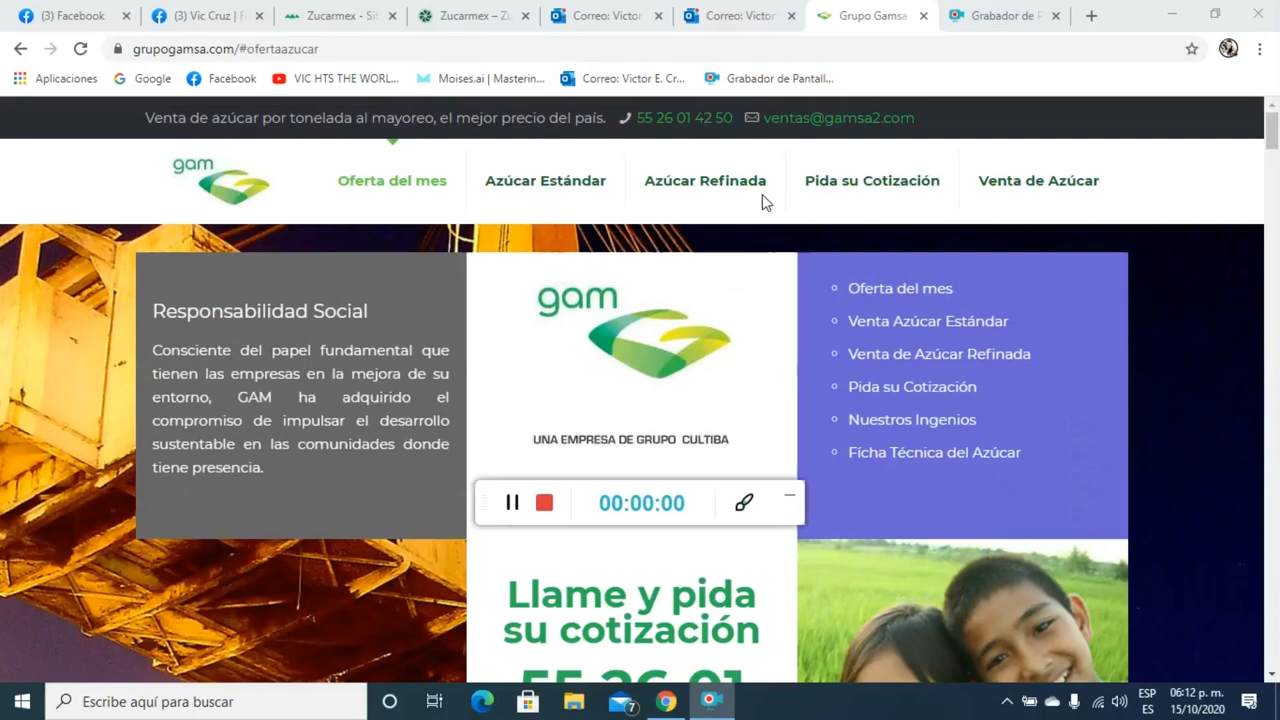 (3) Facebook
(3) Vic Cruz | F
Zucarmex - Sit
Zucarmex – Z
Correo: Victor
Correo: Victor
Grupo Gamsa
Grabador de P
grupogamsa.com/#ofertaazucar
Aplicaciones
Google
Facebook
VIC HTS THE WORL...
Moises.ai | Masterin...
Correo: Victor E. Cr...
Grabador de Pantall...
Venta de azúcar por tonelada al mayoreo, el mejor precio del país. 55 26 01 42 50 ventas@gamsa2.com
gam
Oferta del mes
Azúcar Estándar
Azúcar Refinada
Pida su Cotización
Venta de Azúcar
Responsabilidad Social
Consciente del papel fundamental que
tienen las empresas en la mejora de su
entorno, GAM ha adquirido el
compromiso de impulsar el desarrollo
sustentable en las comunidades donde
tiene presencia.
gam
UNA EMPRESA DE GRUPO CULTIBA
Oferta del mes
Venta Azúcar Estándar
Venta de Azúcar Refinada
Pida su Cotización
Nuestros Ingenios
Ficha Técnica del Azúcar
00:00:00
Llame y pida
su cotización
55 26 01
Escribe aquí para buscar
7
ESP
ES
06:12 p. m.
15/10/2020